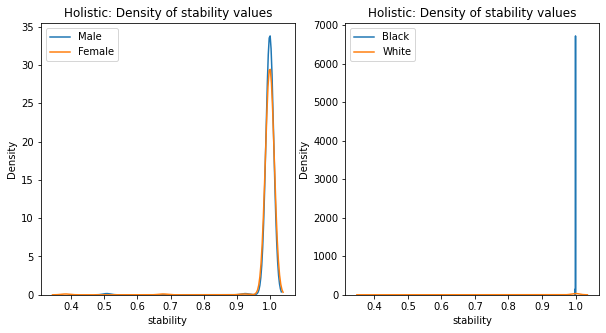 Holistic: Density of stability values
Male
Female
Density
35
30
25
20
15
10
5
0
0.4 0.5 0.6 0.7 0.8 0.9 1.0
stability
Holistic: Density of stability values
Black
White
Density
7000
6000
5000
4000
3000
2000
1000
0
0.4 0.5 0.6 0.7 0.8 0.9 1.0
stability